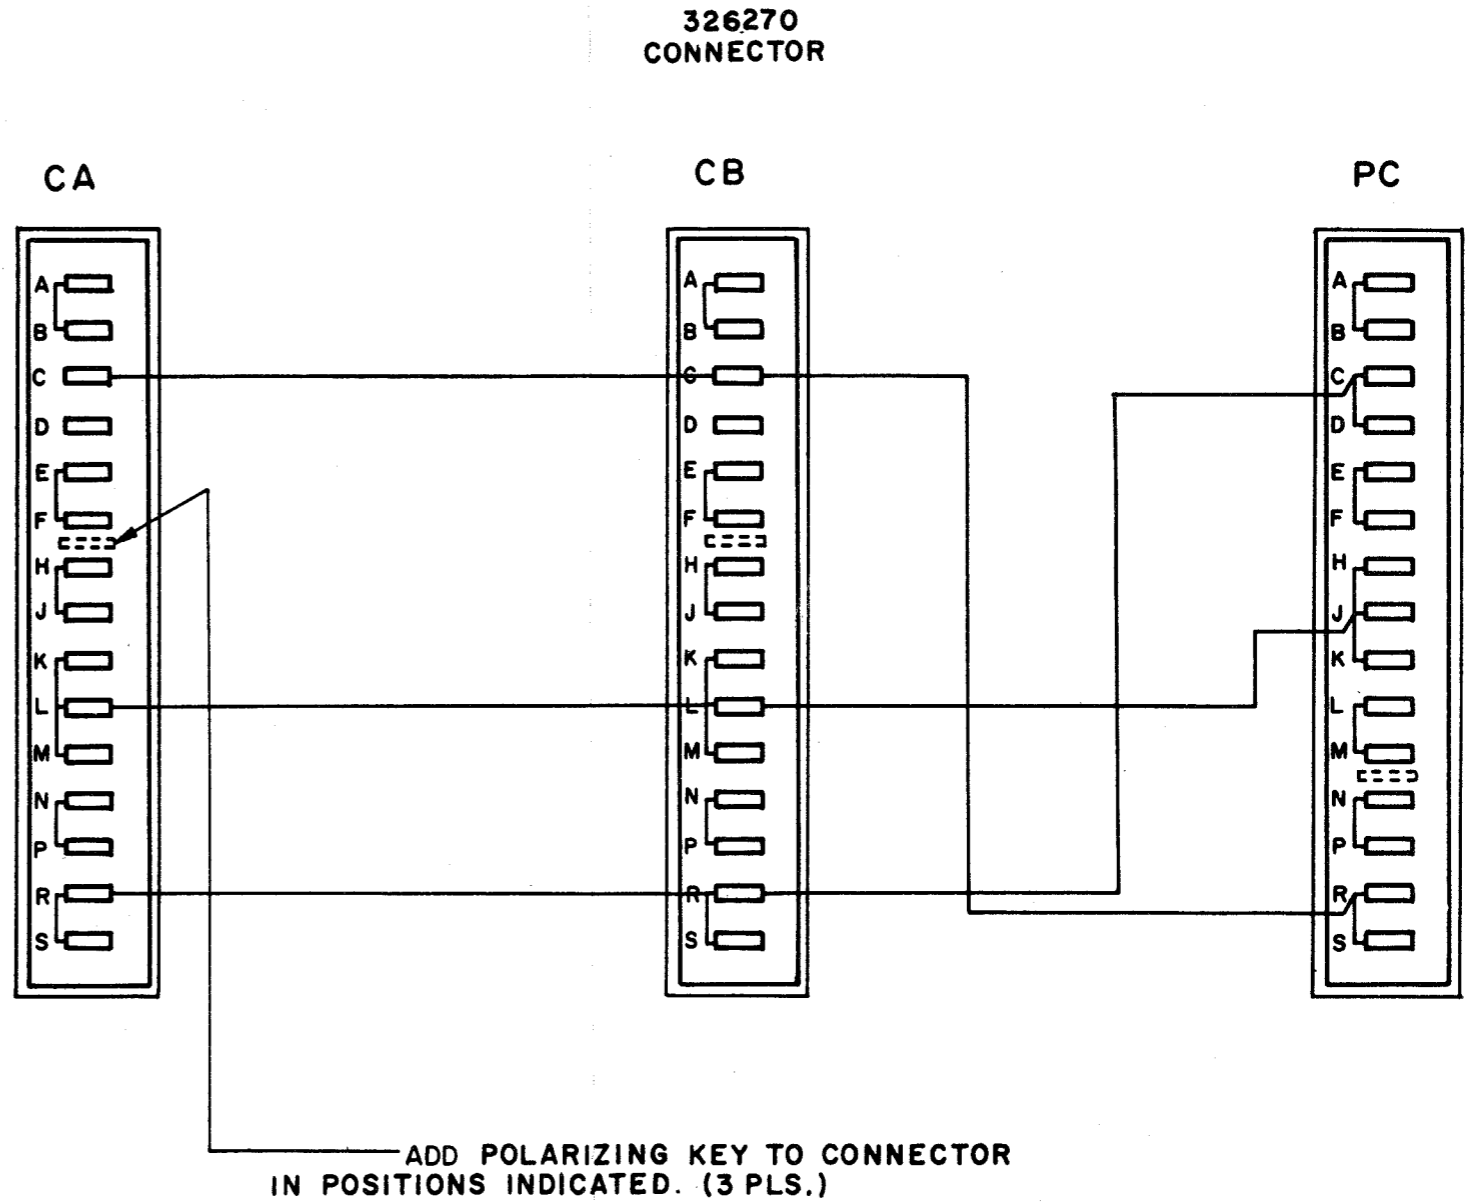 326270
CONNECTOR
CA
CB
PC
A
B
C
D
E
F
H
J
K
L
M
N
P
R
S
A
B
C
D
E
F
H
J
K
L
M
N
P
R
S
A
B
C
D
E
F
H
J
K
L
M
N
P
R
S
ADD POLARIZING KEY TO CONNECTOR
IN POSITIONS INDICATED. (3 PLS.)